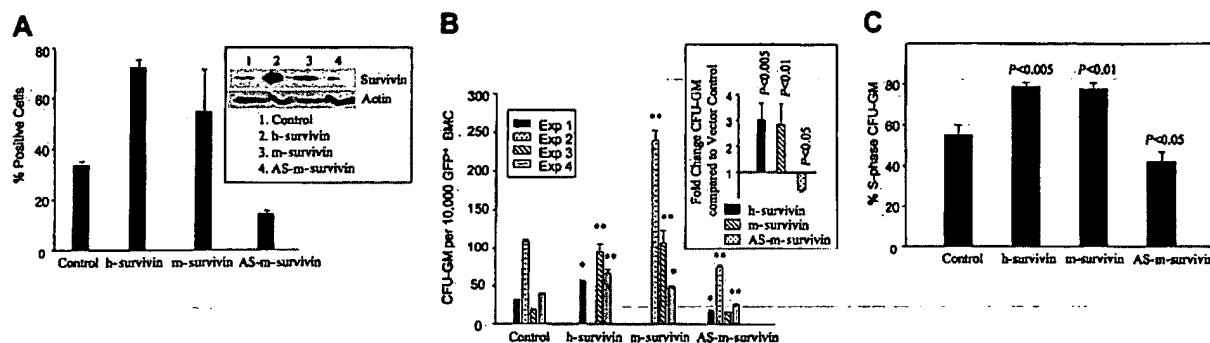 A
80
60
40
20
0
% Positive Cells
Control h-survivin m-survivin AS-m-survivin
1 2 3 4
Survivin
Actin
1. Control
2. h-survivin
3. m-survivin
4. AS-m-survivin
B
300
250
200
150
100
50
0
CFU-GM per 10,000 GFP+ BMC
Exp 1
Exp 2
Exp 3
Exp 4
* ** ** ** ** * * ** **
Control h-survivin m-survivin AS-m-survivin
Fold Change CFU-GM
compared to Vector Control
4
3
2
1
P<0.005
P<0.01
P<0.05
h-survivin
m-survivin
AS-m-survivin
C
80
60
40
20
0
% S-phase CFU-GM
P<0.005 P<0.01
P<0.05
Control h-survivin m-survivin AS-m-survivin